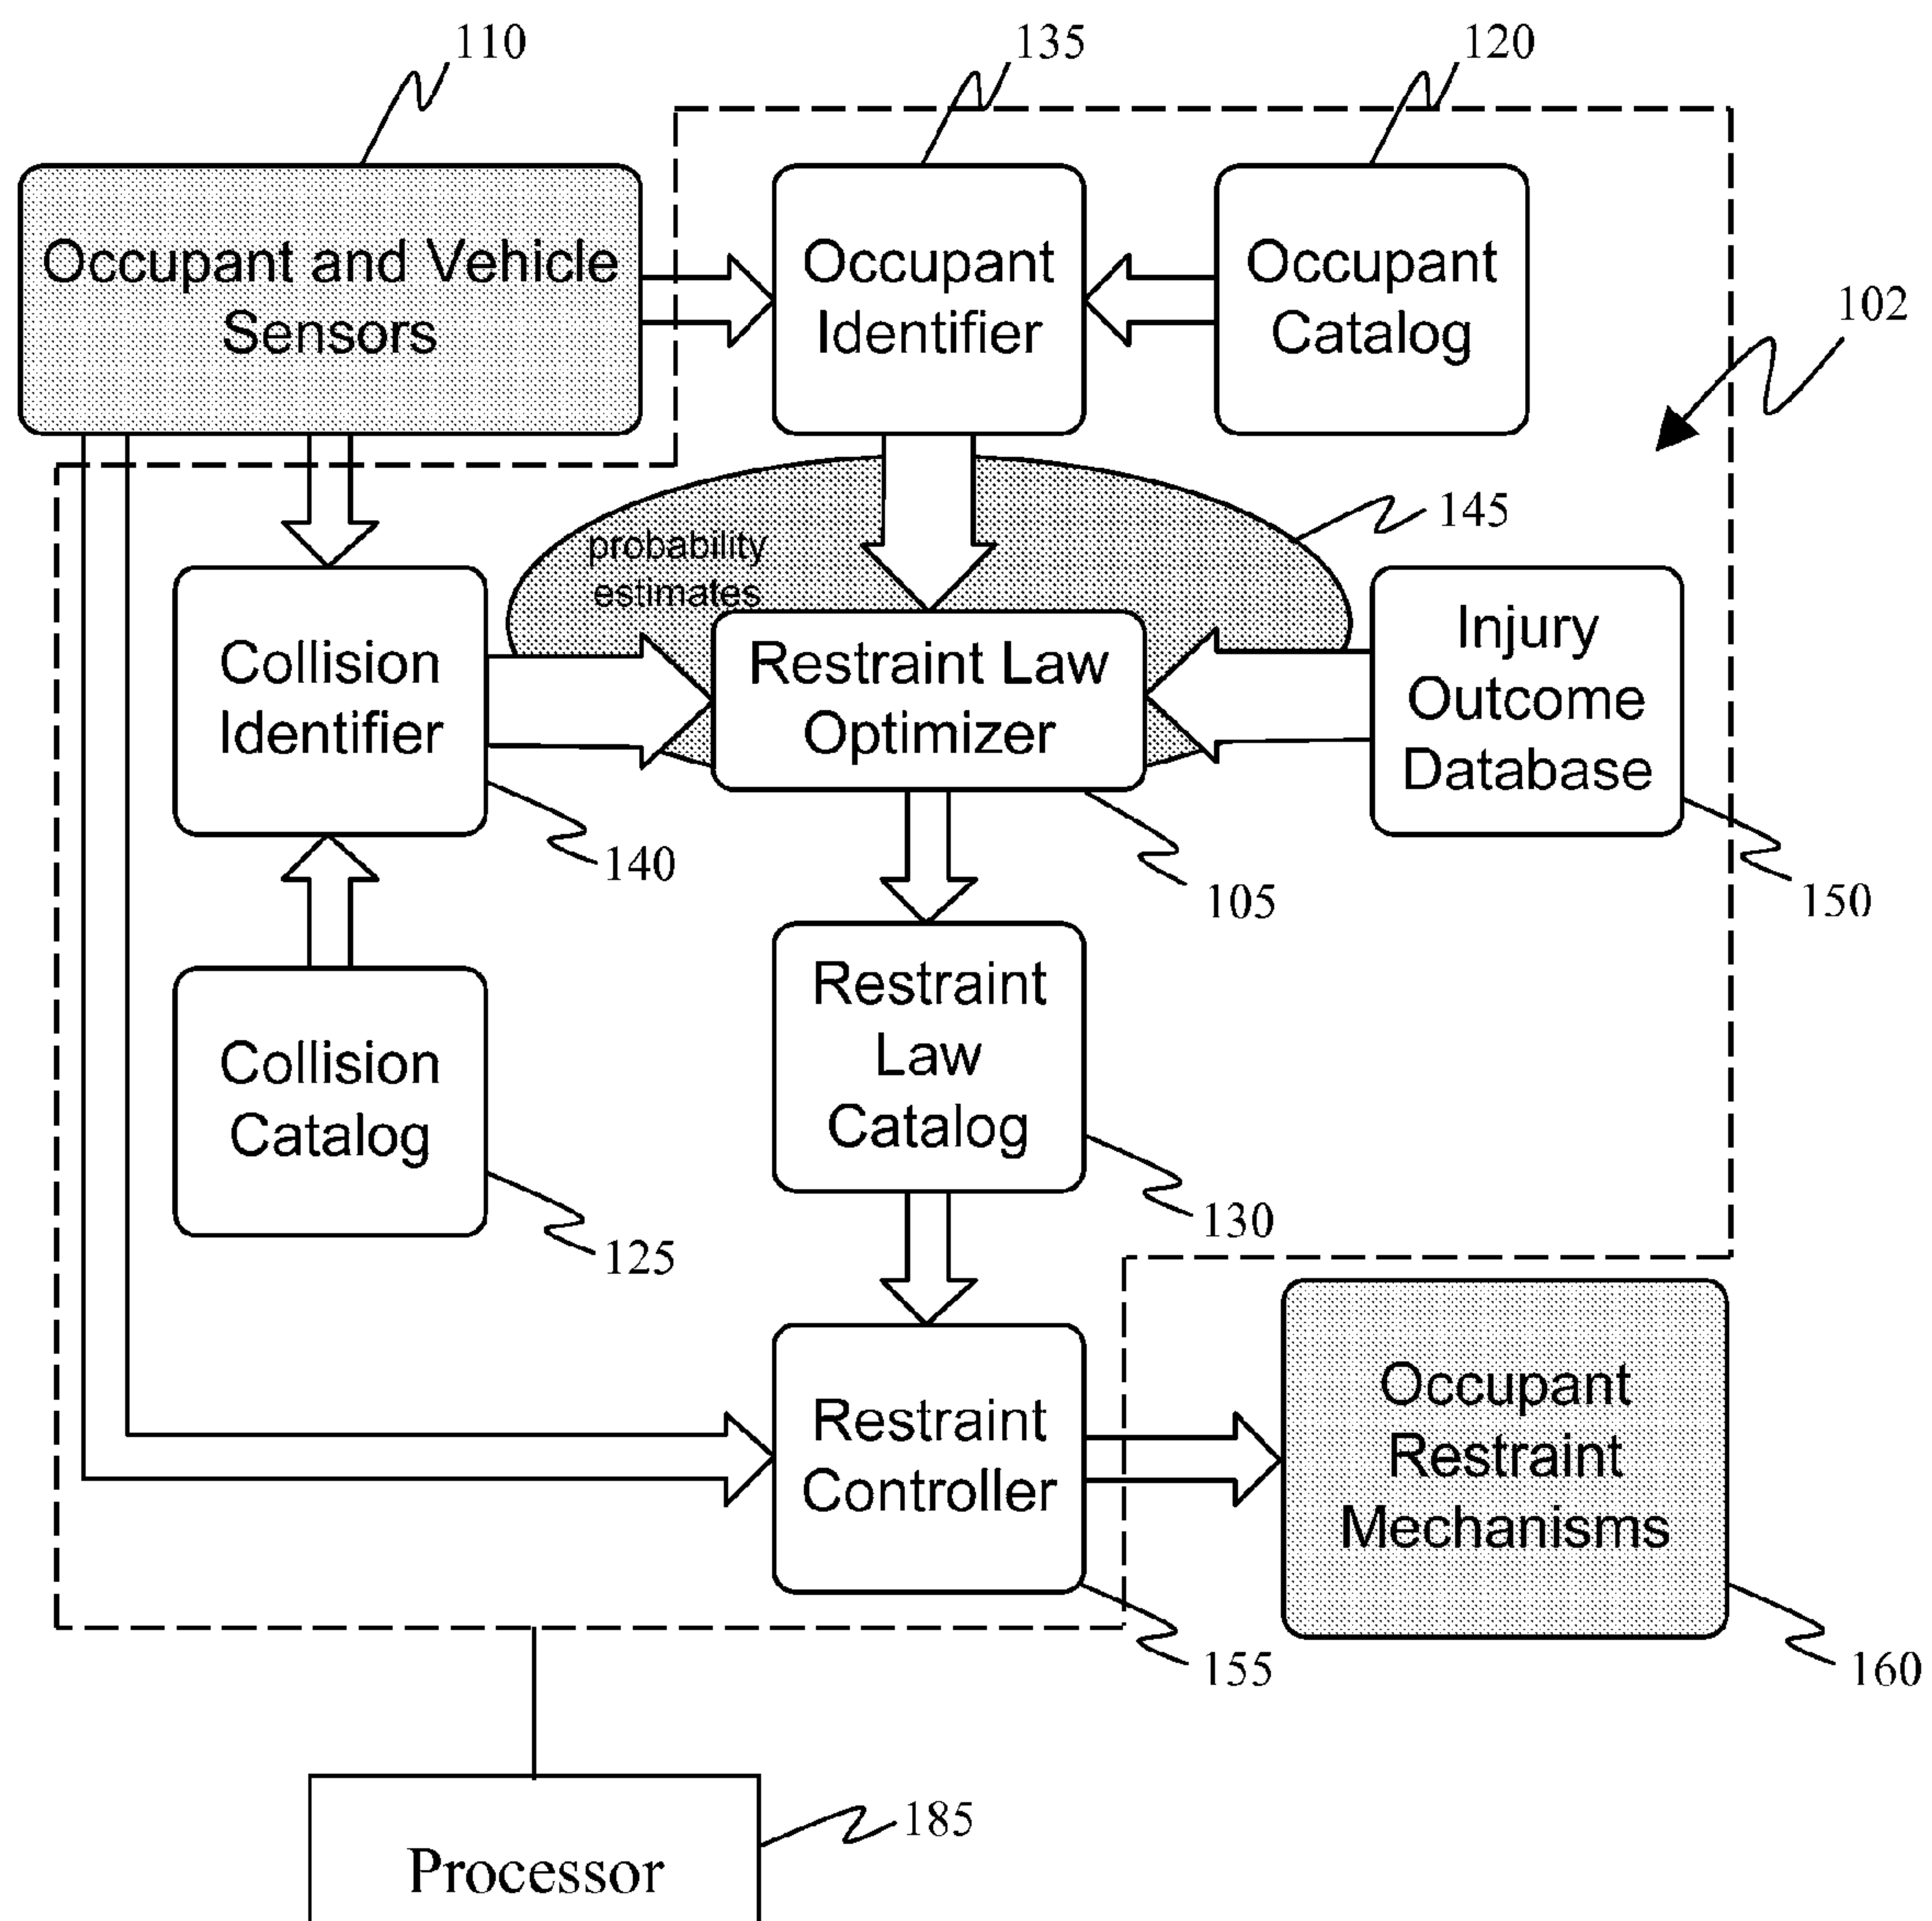 110
135
120
Occupant and Vehicle
Sensors
Occupant
Identifier
Occupant
Catalog
102
145
probability
estimates
Collision
Identifier
Restraint Law
Optimizer
Injury
Outcome
Database
140
105
150
Restraint
Law
Catalog
Collision
Catalog
130
125
Restraint
Controller
Occupant
Restraint
Mechanisms
155
160
185
Processor